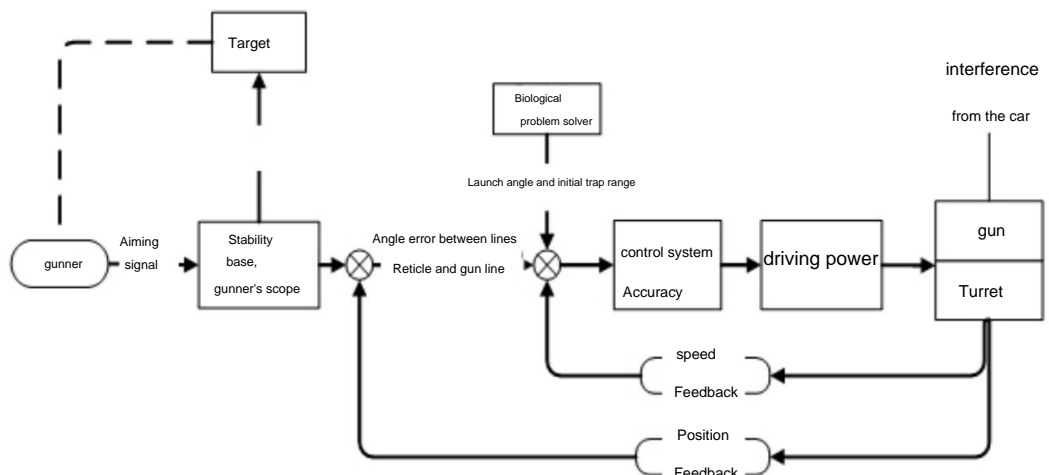 Target
interference
from the car
Biological
problem solver
Launch angle and initial trap range
gunner
Aiming
signal
Stability
base,
gunner's scope
Angle error between lines
Reticle and gun line
control system
Accuracy
driving power
gun
Turret
speed
Feedback
Position
Feedback